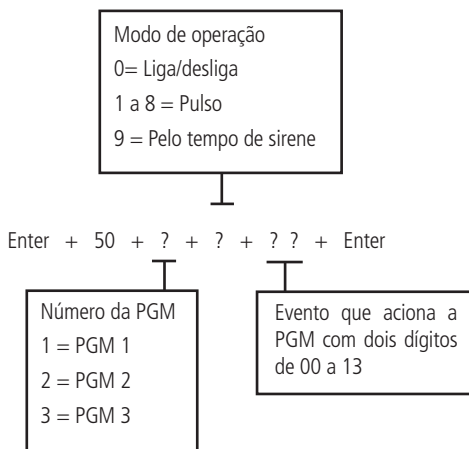 Modo de operação
0= Liga/desliga
1 a 8 = Pulso
9 = Pelo tempo de sirene
Enter + 50 + ? + ? + ? ? + Enter
Número da PGM
1 = PGM 1
2 = PGM 2
3 = PGM 3
Evento que aciona a
PGM com dois dígitos
de 00 a 13